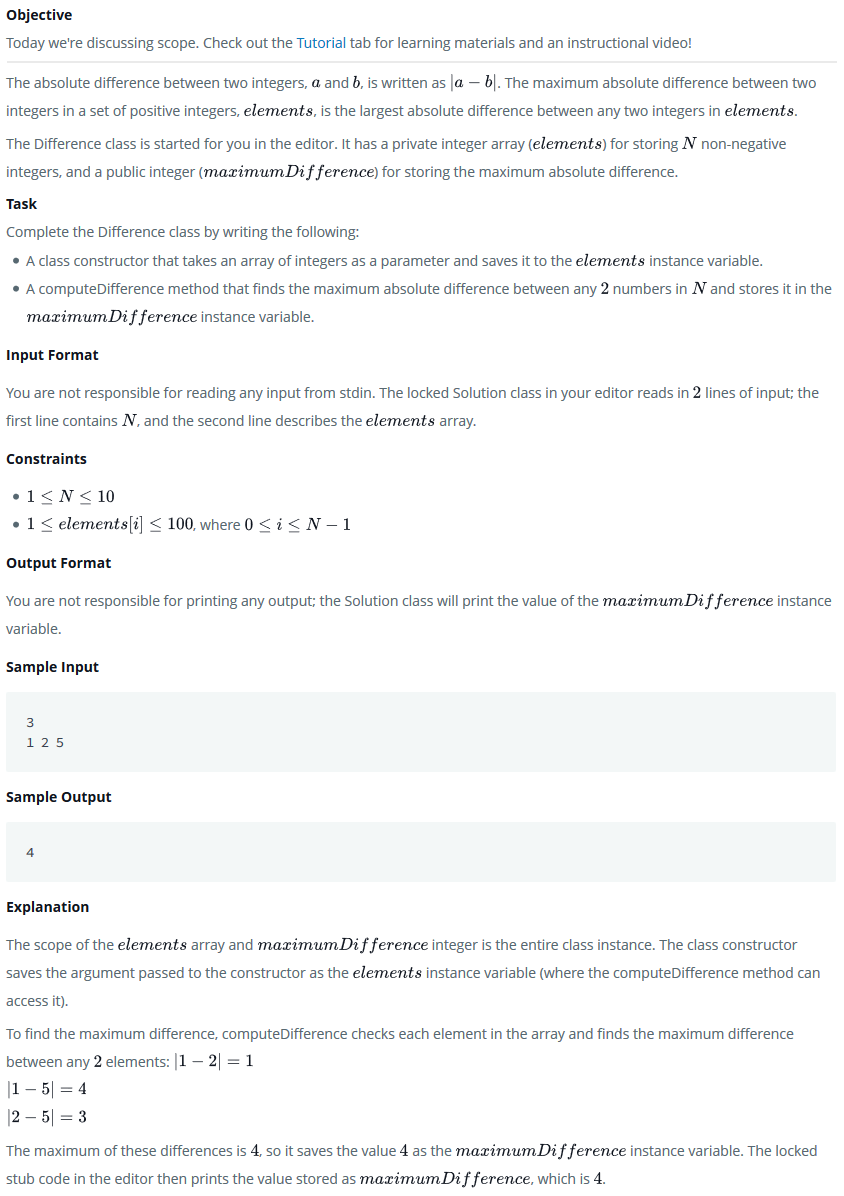 Objective
Today we're discussing scope. Check out the Tutorial tab for learning materials and an instructional video!
The absolute difference between two integers, a and b, is written as |a − b|. The maximum absolute difference between two
integers in a set of positive integers, elements, is the largest absolute difference between any two integers in elements.
The Difference class is started for you in the editor. It has a private integer array (elements) for storing N non-negative
integers, and a public integer (maximumDifference) for storing the maximum absolute difference.
Task
Complete the Difference class by writing the following:
• A class constructor that takes an array of integers as a parameter and saves it to the elements instance variable.
• A computeDifference method that finds the maximum absolute difference between any 2 numbers in N and stores it in the
maximumDifference instance variable.
Input Format
You are not responsible for reading any input from stdin. The locked Solution class in your editor reads in 2 lines of input; the
first line contains N, and the second line describes the elements array.
Constraints
• 1 ≤ N ≤ 10
• 1 ≤ elements[i] ≤ 100, where 0 ≤ i ≤ N − 1
Output Format
You are not responsible for printing any output; the Solution class will print the value of the maximumDifference instance
variable.
Sample Input
3
1 2 5
Sample Output
4
Explanation
The scope of the elements array and maximumDifference integer is the entire class instance. The class constructor
saves the argument passed to the constructor as the elements instance variable (where the computeDifference method can
access it).
To find the maximum difference, computeDifference checks each element in the array and finds the maximum difference
between any 2 elements: |1 − 2| = 1
|1 − 5| = 4
|2 − 5| = 3
The maximum of these differences is 4, so it saves the value 4 as the maximumDifference instance variable. The locked
stub code in the editor then prints the value stored as maximumDifference, which is 4.